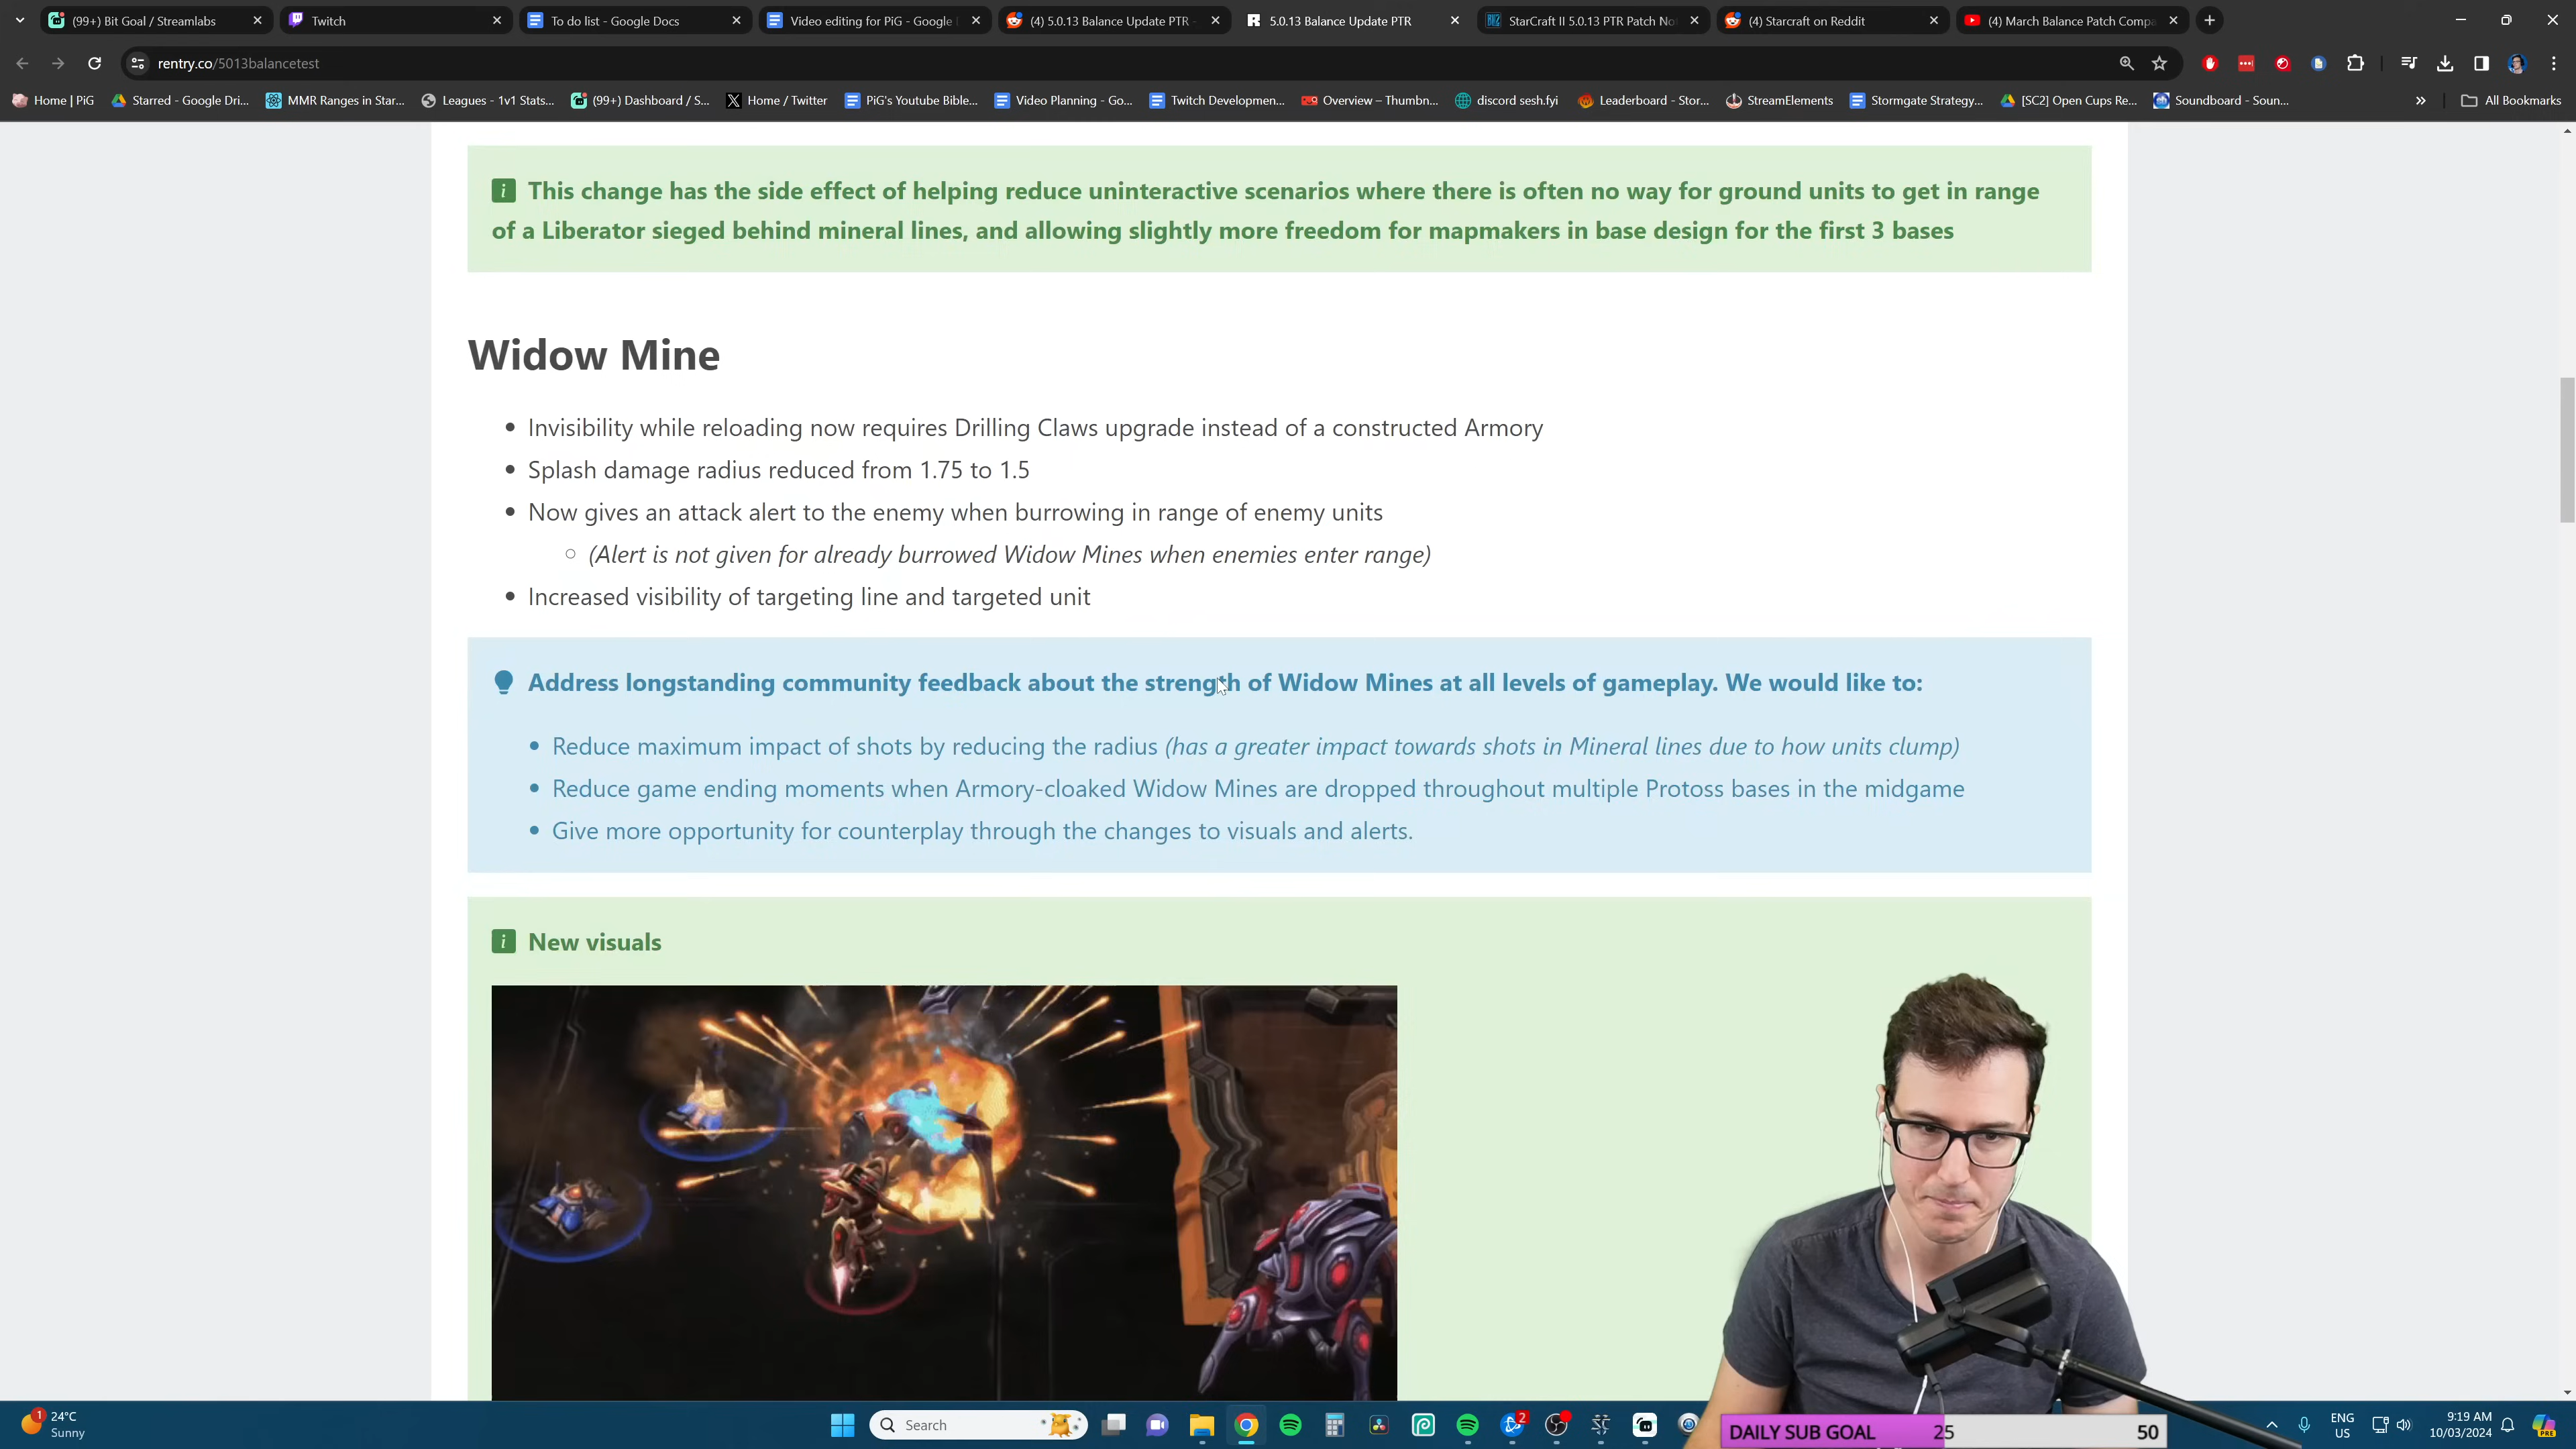 (99+) Bit Goal / Streamlabs
Twitch
To do list - Google Docs
Video editing for PiG - Google
(4) 5.0.13 Balance Update PTR -
5.0.13 Balance Update PTR
StarCraft II 5.0.13 PTR Patch No
(4) Starcraft on Reddit
(4) March Balance Patch Compa
rentry.co/5013balancetest
Home | PiG
Starred - Google Dri...
MMR Ranges in Star...
Leagues - 1v1 Stats...
(99+) Dashboard / S...
Home / Twitter
PiG's Youtube Bible...
Video Planning - Go...
Twitch Developmen...
Overview – Thumbn...
discord sesh.fyi
Leaderboard - Stor...
StreamElements
Stormgate Strategy...
[SC2] Open Cups Re...
Soundboard - Soun...
All Bookmarks
This change has the side effect of helping reduce uninteractive scenarios where there is often no way for ground units to get in range
of a Liberator sieged behind mineral lines, and allowing slightly more freedom for mapmakers in base design for the first 3 bases
Widow Mine
Invisibility while reloading now requires Drilling Claws upgrade instead of a constructed Armory
Splash damage radius reduced from 1.75 to 1.5
Now gives an attack alert to the enemy when burrowing in range of enemy units
(Alert is not given for already burrowed Widow Mines when enemies enter range)
Increased visibility of targeting line and targeted unit
Address longstanding community feedback about the strength of Widow Mines at all levels of gameplay. We would like to:
Reduce maximum impact of shots by reducing the radius (has a greater impact towards shots in Mineral lines due to how units clump)
Reduce game ending moments when Armory-cloaked Widow Mines are dropped throughout multiple Protoss bases in the midgame
Give more opportunity for counterplay through the changes to visuals and alerts.
New visuals
1
24°C
Sunny
Search
2
DAILY SUB GOAL 25 50
ENG
US
9:19 AM
10/03/2024
PRE